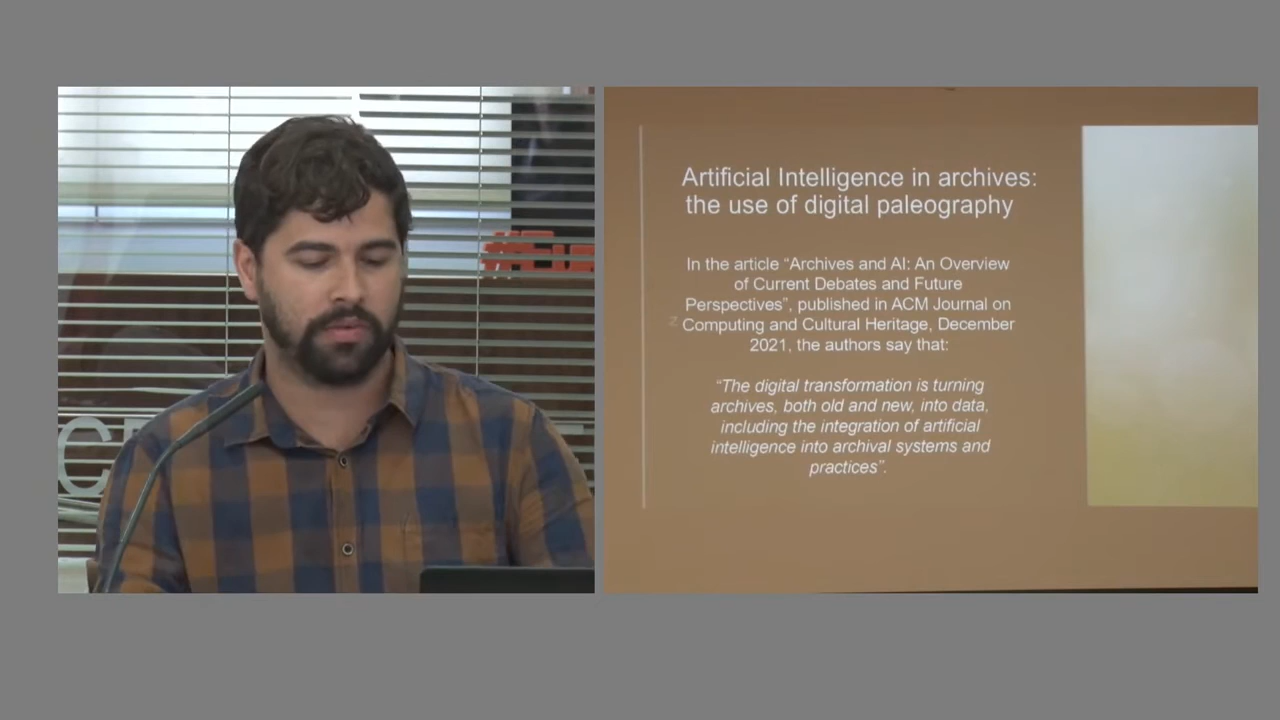 Artificial Intelligence in archives:
the use of digital paleography
In the article “Archives and AI: An Overview
of Current Debates and Future
Perspectives”, published in ACM Journal on
Computing and Cultural Heritage, December
2021, the authors say that:
“The digital transformation is turning
archives, both old and new, into data,
including the integration of artificial
intelligence into archival systems and
practices”.